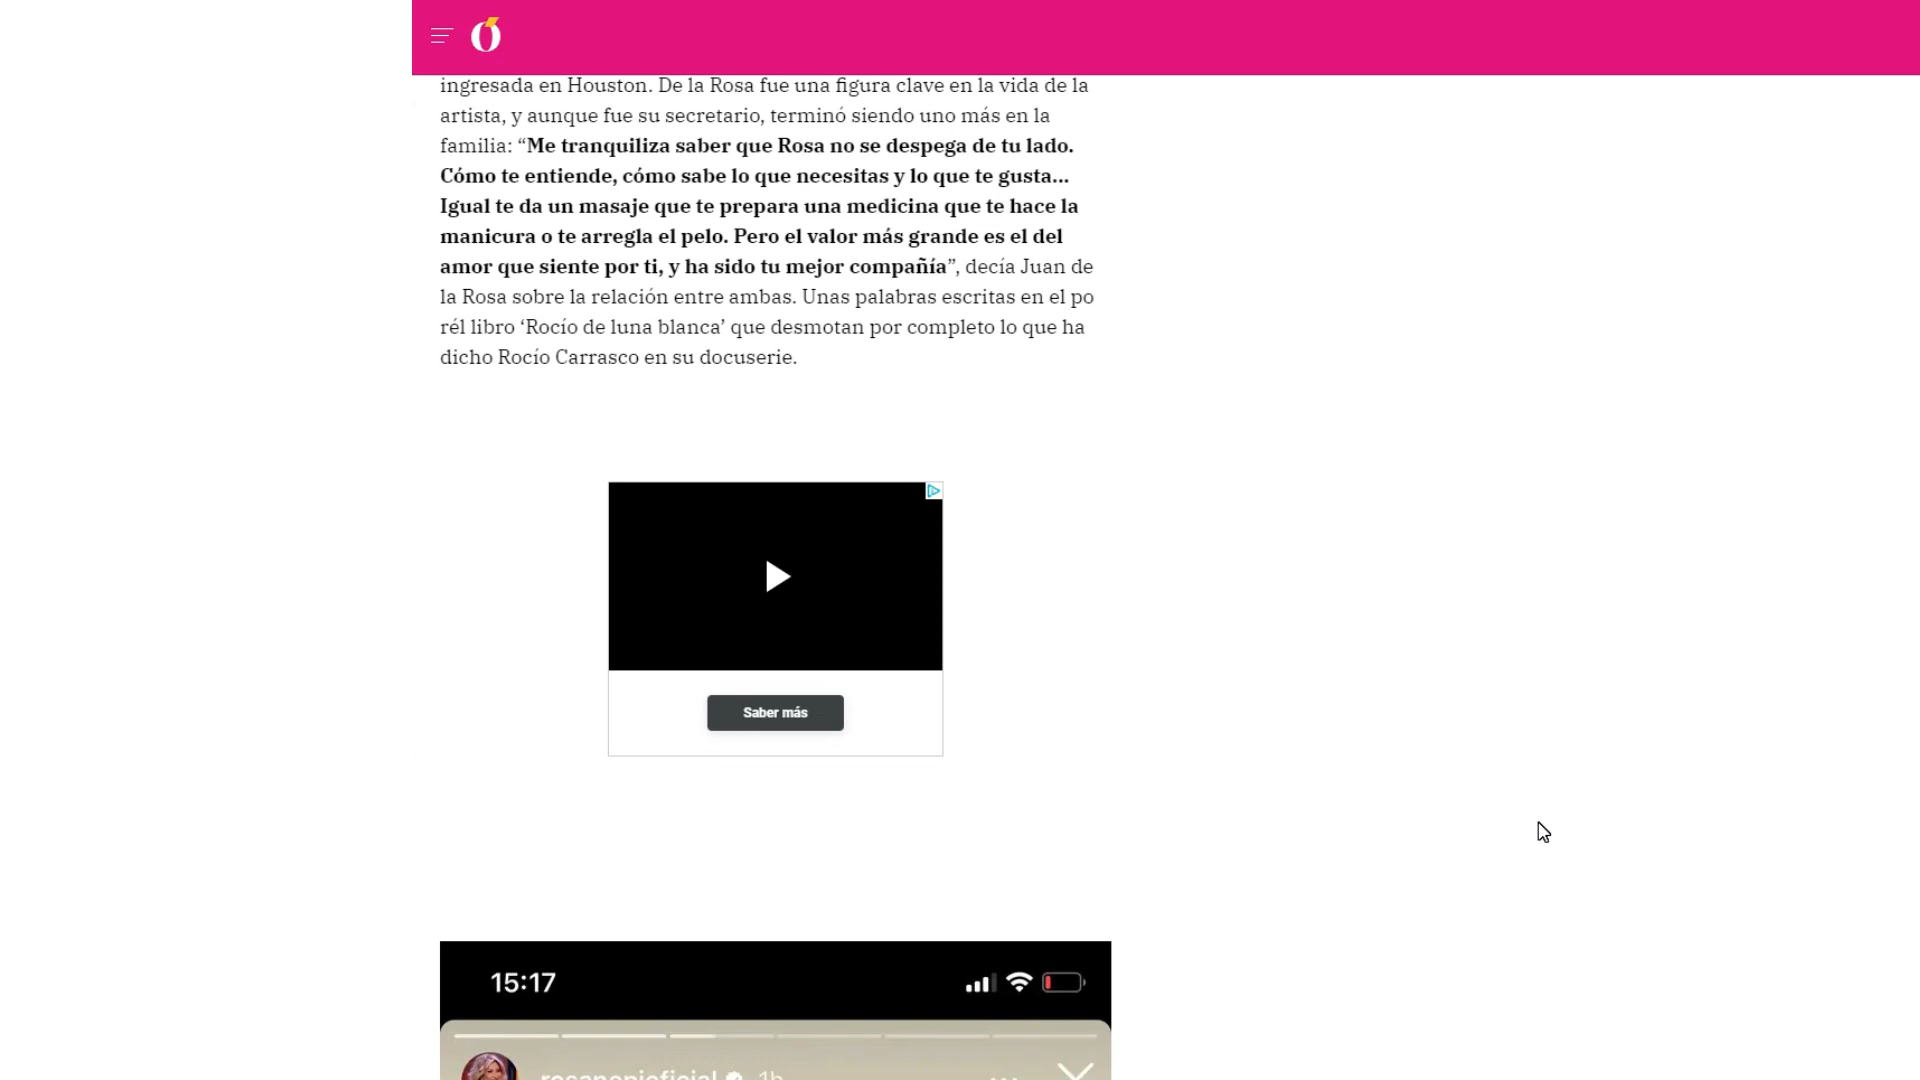 ingresada en Houston. De la Rosa fue una figura clave en la vida de la
artista, y aunque fue su secretario, terminó siendo uno más en la
familia: “Me tranquiliza saber que Rosa no se despega de tu lado.
Cómo te entiende, cómo sabe lo que necesitas y lo que te gusta...
Igual te da un masaje que te prepara una medicina que te hace la
manicura o te arregla el pelo. Pero el valor más grande es el del
amor que siente por ti, y ha sido tu mejor compañía”, decía Juan de
la Rosa sobre la relación entre ambas. Unas palabras escritas en el po
rél libro ‘Rocío de luna blanca’ que desmotan por completo lo que ha
dicho Rocío Carrasco en su docuserie.
Saber más
15:17
rosanopioficial 1h